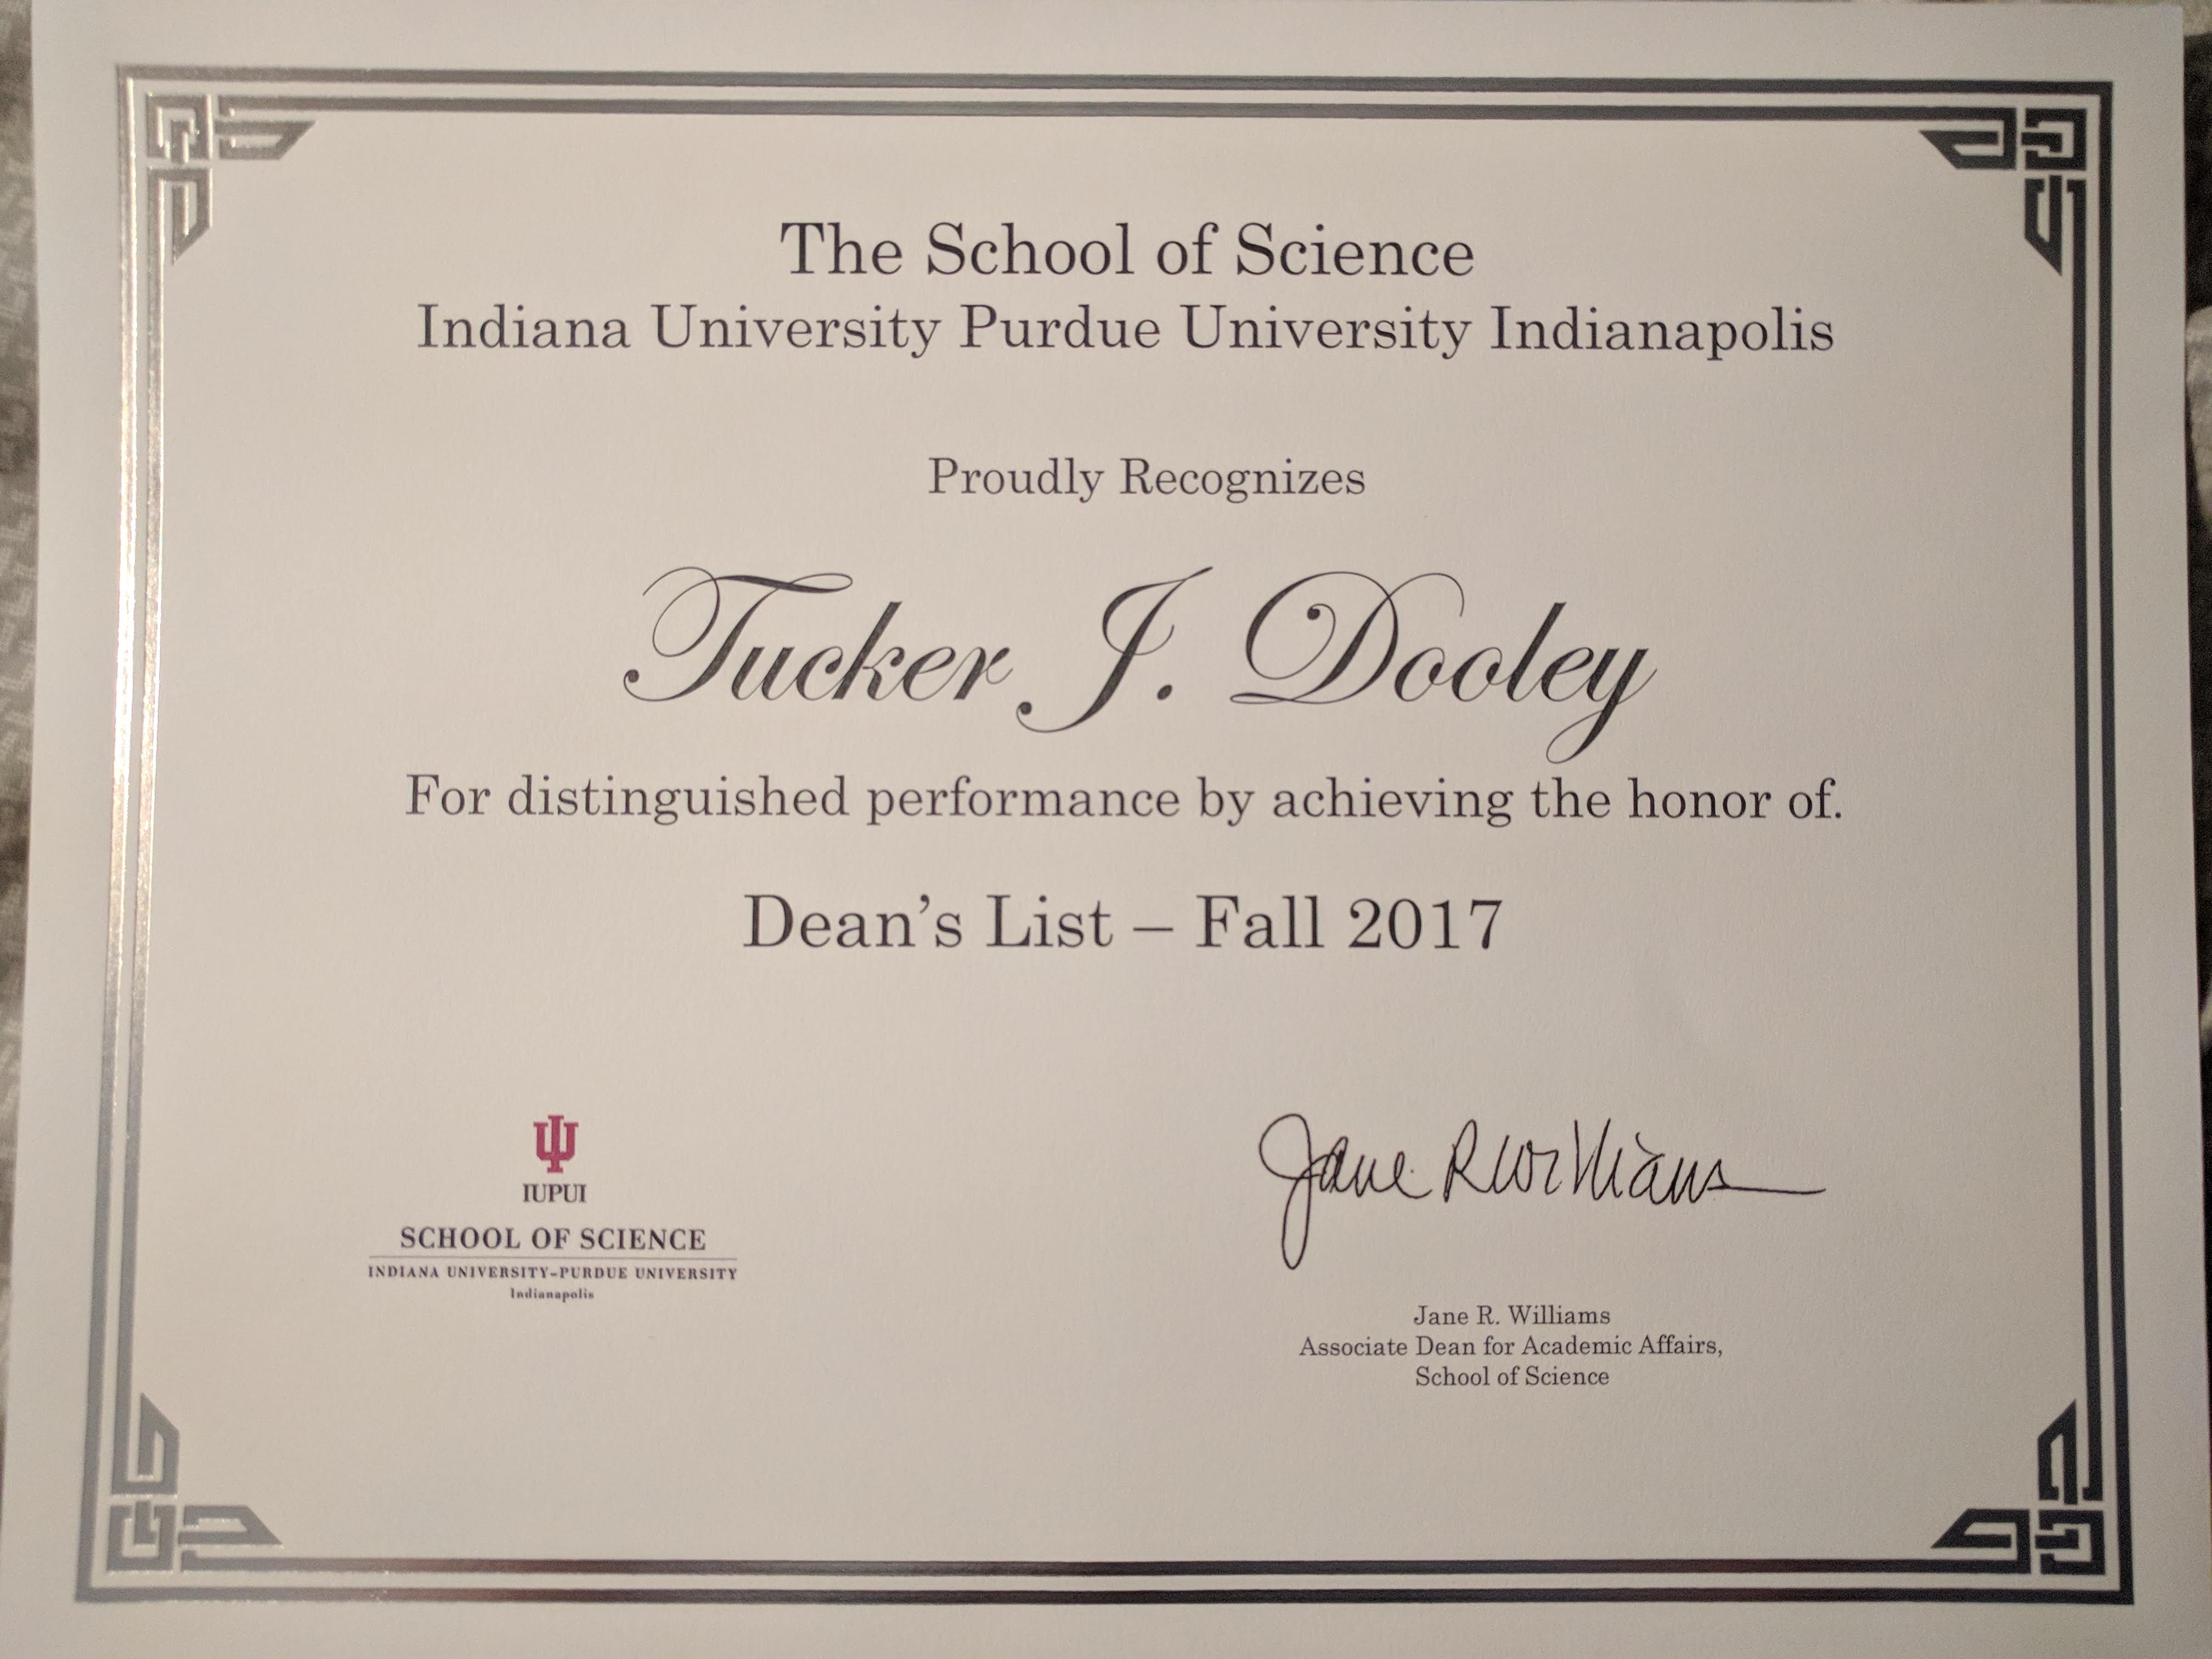 The School of Science
Indiana University Purdue University Indianapolis
Proudly Recognizes
Tucker J. Dooley
For distinguished performance by achieving the honor of.
Dean's List – Fall 2017
IUPUI
SCHOOL OF SCIENCE
INDIANA UNIVERSITY–PURDUE UNIVERSITY
Indianapolis
Jane R Williams
Jane R. Williams
Associate Dean for Academic Affairs,
School of Science